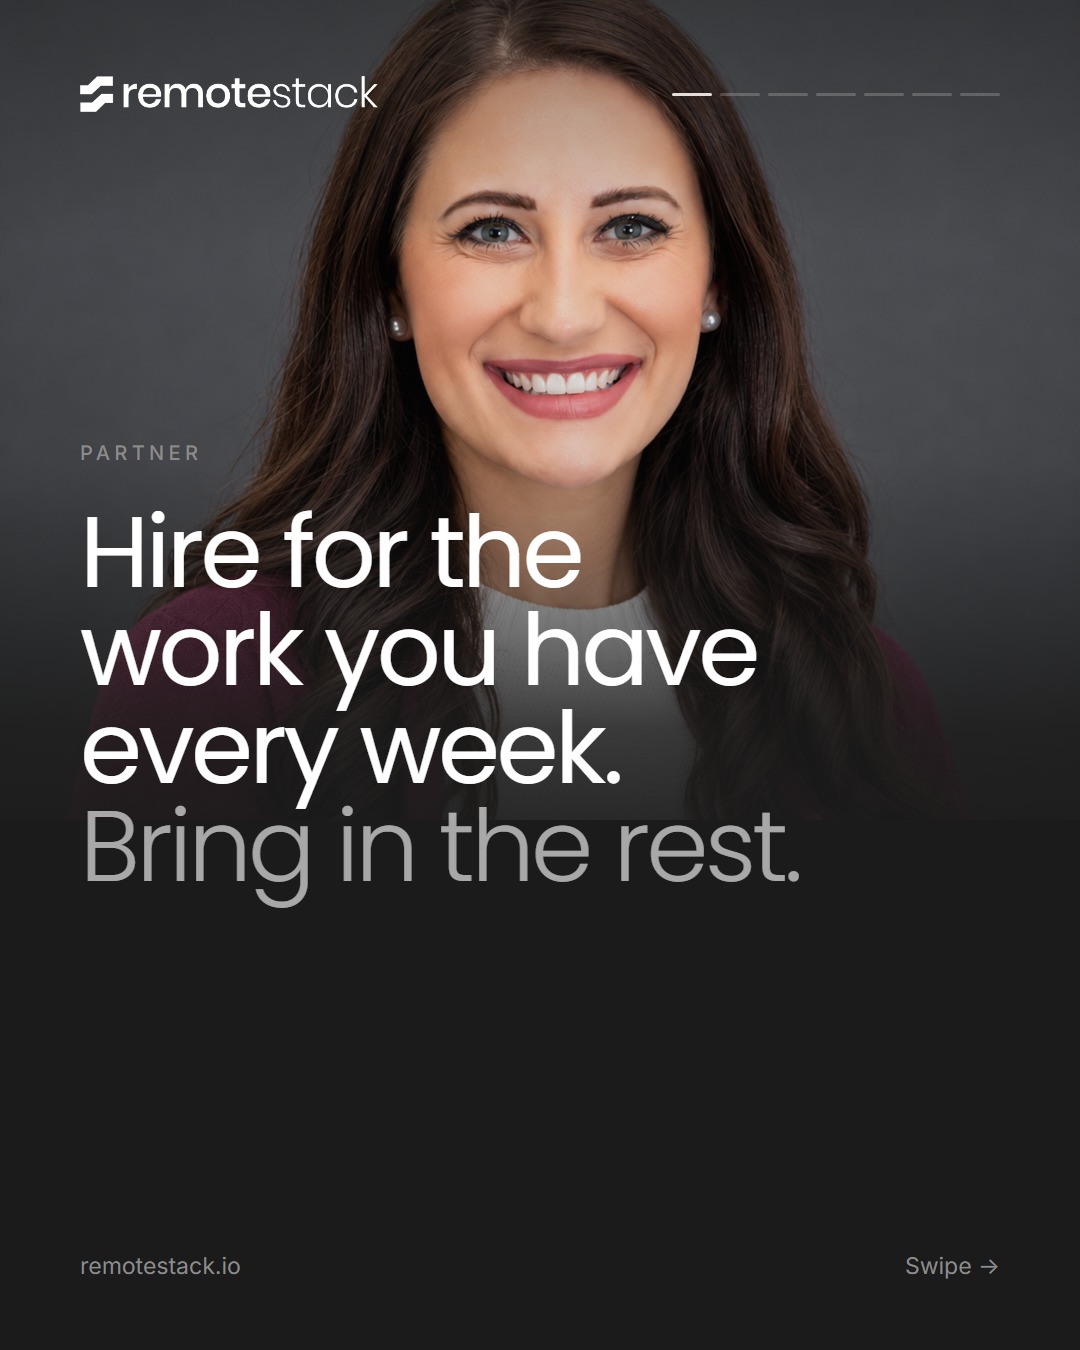 remotestack
PARTNER
Hire for the
work you have
every week.
Bring in the rest.
remotestack.io
Swipe →